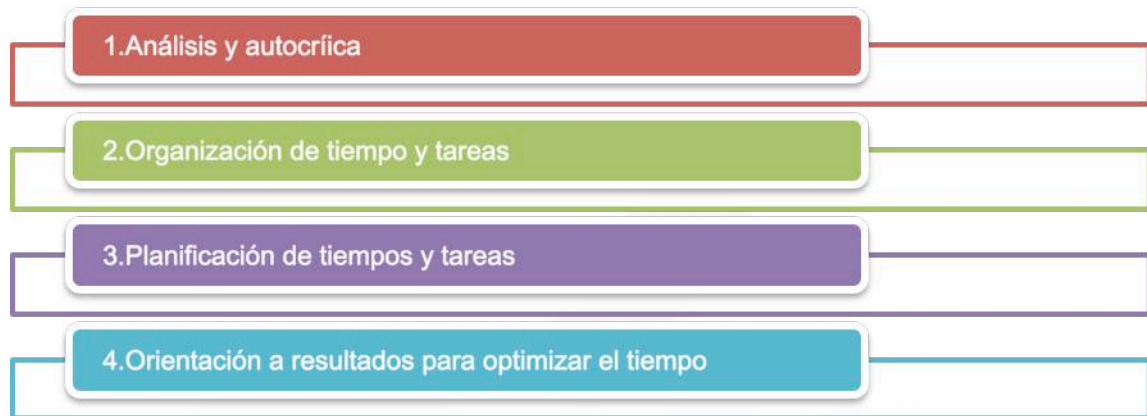 1.Análisis y autocríica
2.Organización de tiempo y tareas
3.Planificación de tiempos y tareas
4.Orientación a resultados para optimizar el tiempo